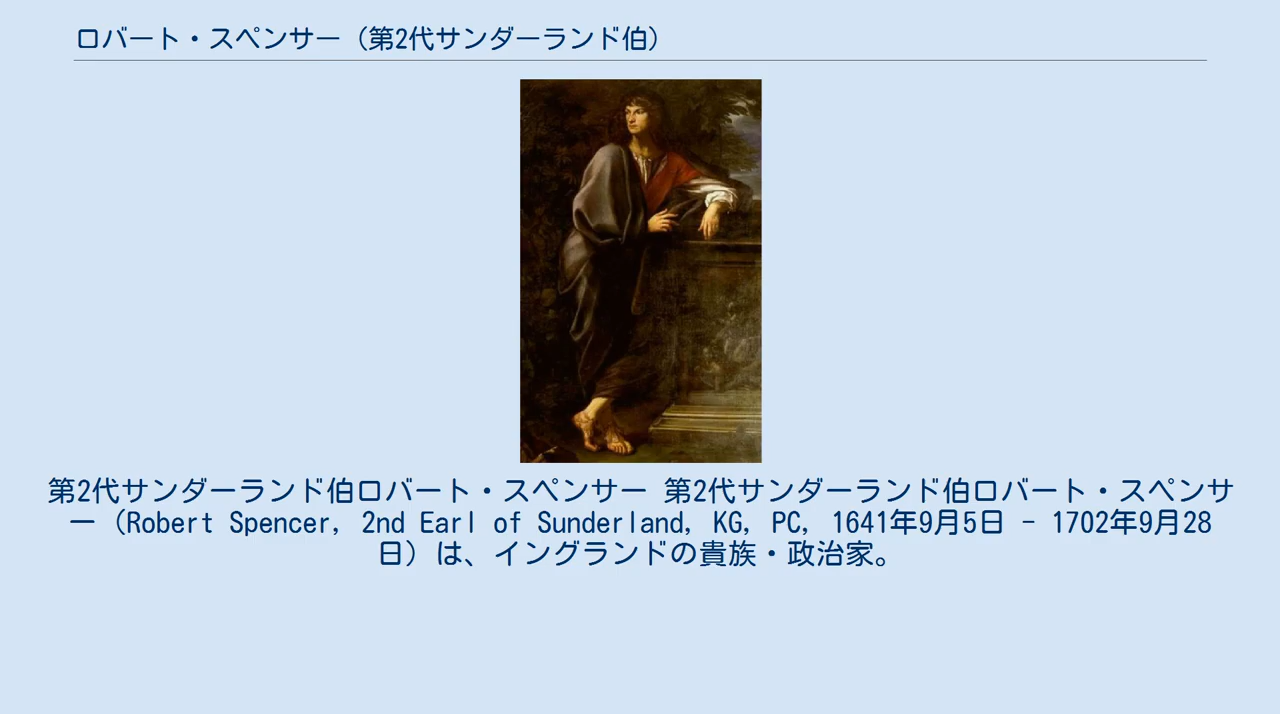 ロバート・スペンサー（第2代サンダーランド伯）
第2代サンダーランド伯ロバート・スペンサー 第2代サンダーランド伯ロバート・スペンサ
ー（Robert Spencer, 2nd Earl of Sunderland, KG, PC, 1641年9月5日 - 1702年9月28
日）は、イングランドの貴族・政治家。